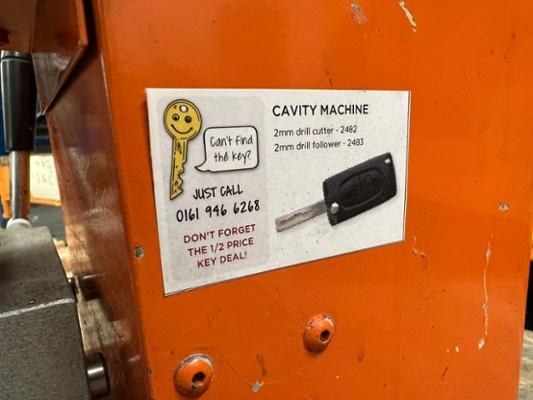 CAVITY MACHINE
2mm drill cutter - 2482
2mm drill follower - 2483
Can't find
the key?
JUST CALL
0161 946 6268
DON'T FORGET
THE 1/2 PRICE
KEY DEAL!